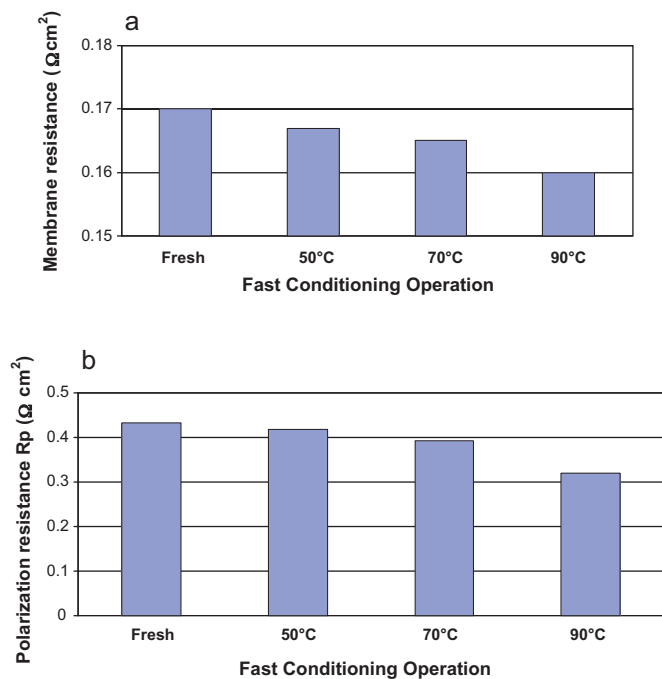 a
Membrane resistance (Ωcm²)
0.18
0.17
0.16
0.15
Fresh 50°C 70°C 90°C
Fast Conditioning Operation
b
Polarization resistance Rp (Ω cm²)
0.5
0.4
0.3
0.2
0.1
0
Fresh 50°C 70°C 90°C
Fast Conditioning Operation